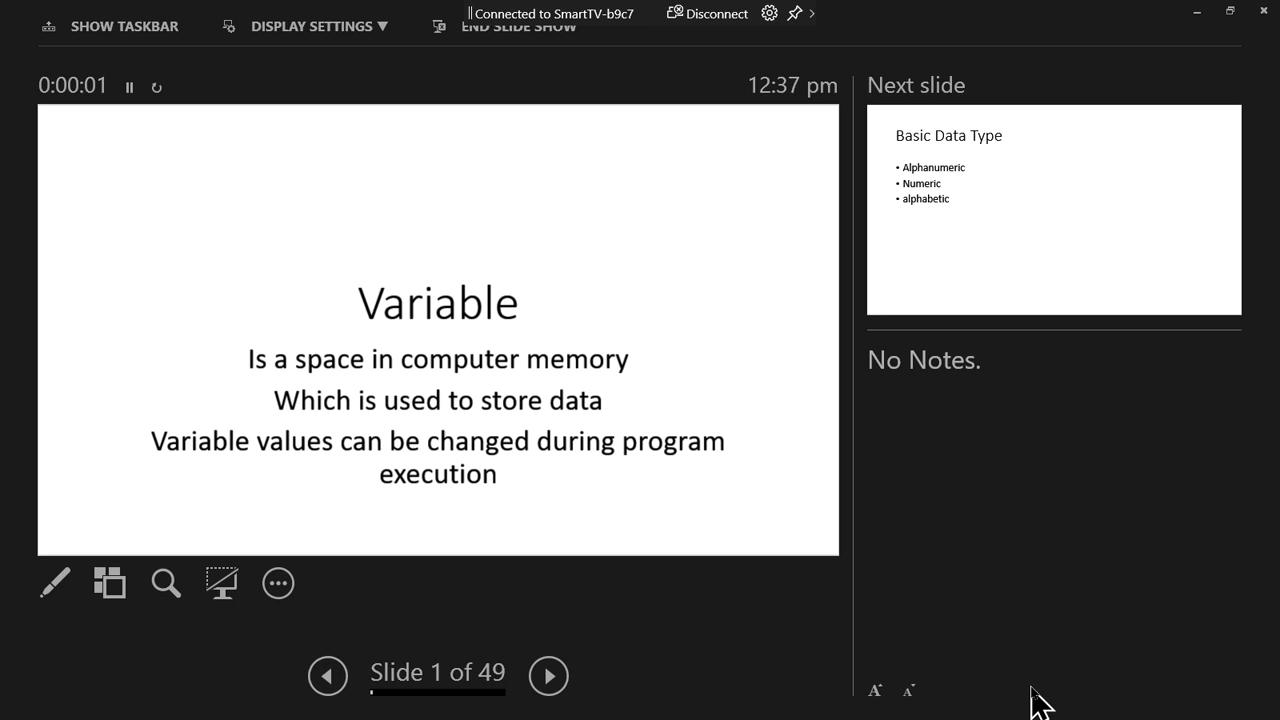 Connected to SmartTV-b9c7 Disconnect
SHOW TASKBAR DISPLAY SETTINGS ▼ END SLIDE SHOW
0:00:01 12:37 pm
Variable
Is a space in computer memory
Which is used to store data
Variable values can be changed during program
execution
Slide 1 of 49
Next slide
Basic Data Type
• Alphanumeric
• Numeric
• alphabetic
No Notes.
A A